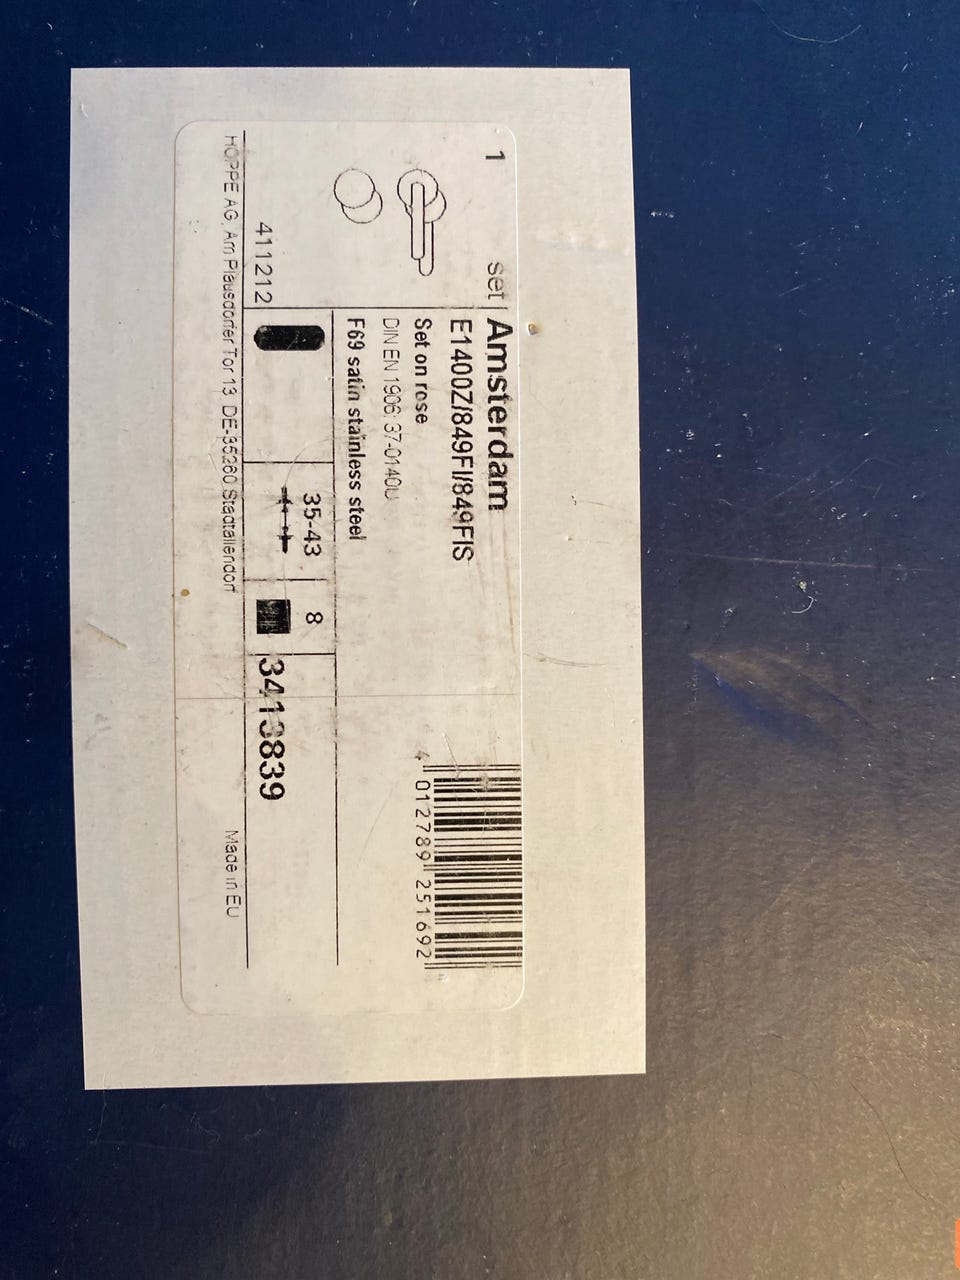 1 set
Amsterdam
E1400Z/849FI/849FIS
Set on rose
DIN EN 1906: 37-0140U
F69 satin stainless steel
4 012789 251692
35-43
8
411212
3413839
HOPPE AG, Am Plausdorfer Tor 13, DE-35260 Stadtallendorf
Made in EU